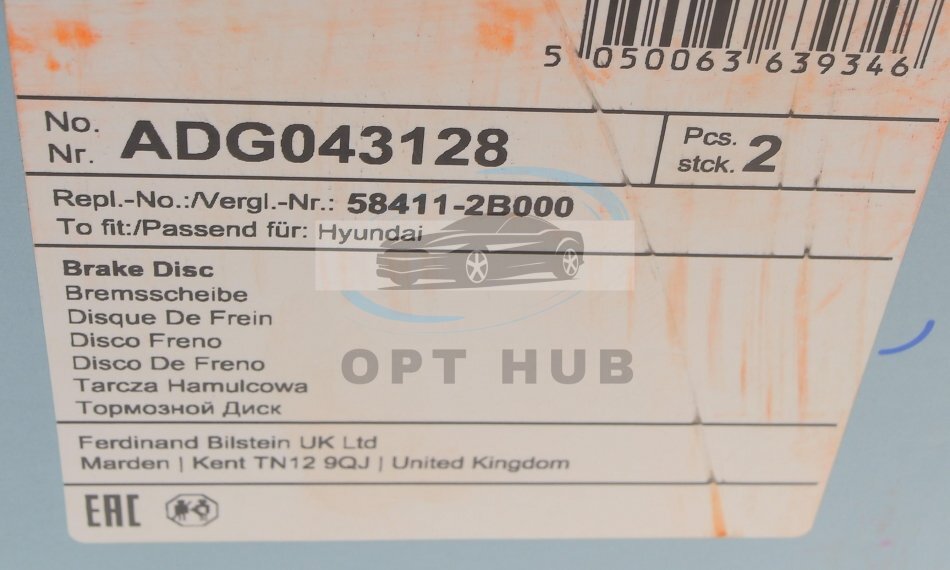 5 050063 639346
No.
Nr. ADG043128
Pcs.
stck. 2
Repl.-No.:/Vergl.-Nr.: 58411-2B000
To fit:/Passend für: Hyundai
Brake Disc
Bremsscheibe
Disque De Frein
Disco Freno
Disco De Freno
Tarcza Hamulcowa
Тормозной Диск
OPT HUB
Ferdinand Bilstein UK Ltd
Marden | Kent TN12 9QJ | United Kingdom
EAC